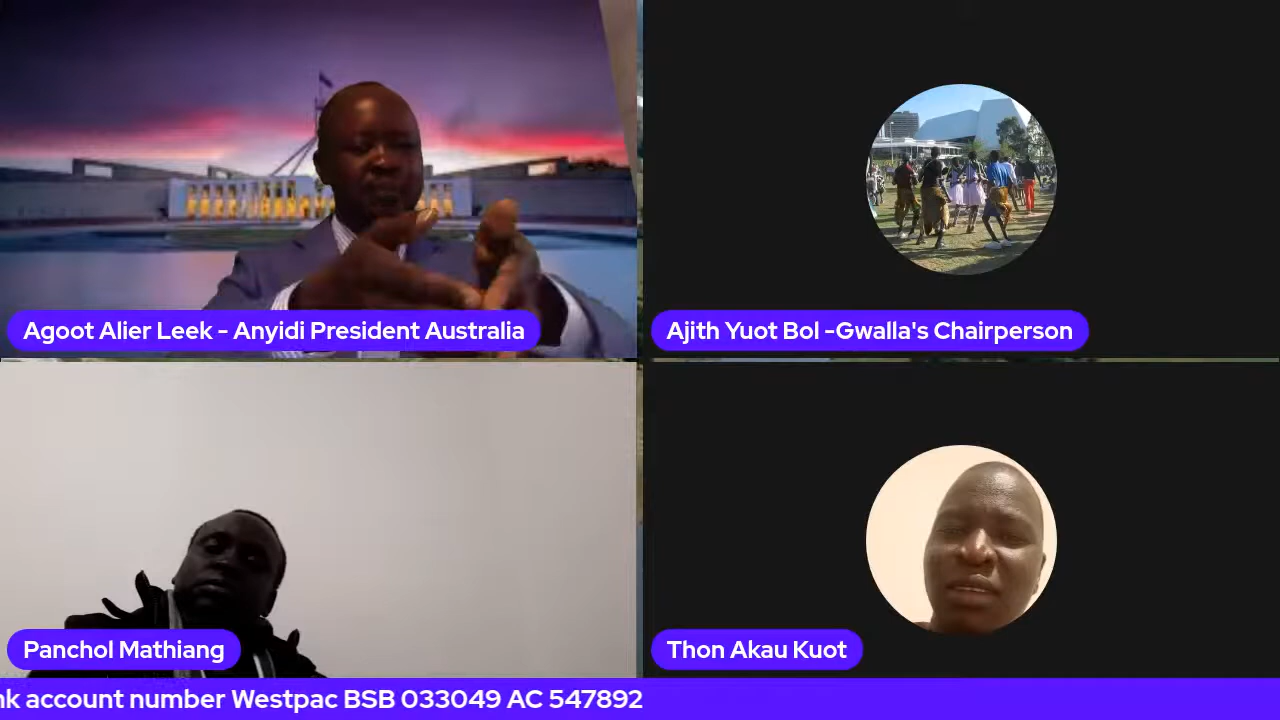 Agoot Alier Leek - Anyidi President Australia
Ajith Yuot Bol -Gwalla's Chairperson
Panchol Mathiang
Thon Akau Kuot
nk account number Westpac BSB 033049 AC 547892